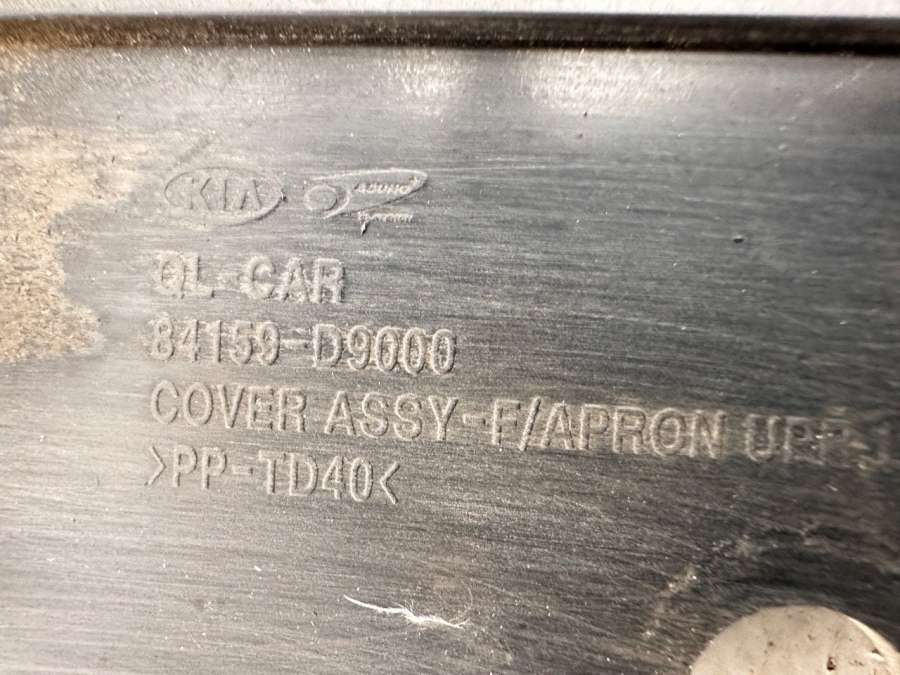 KIA
QL CAR
84159-D9000
COVER ASSY-F/APRON
>PP-TD40<